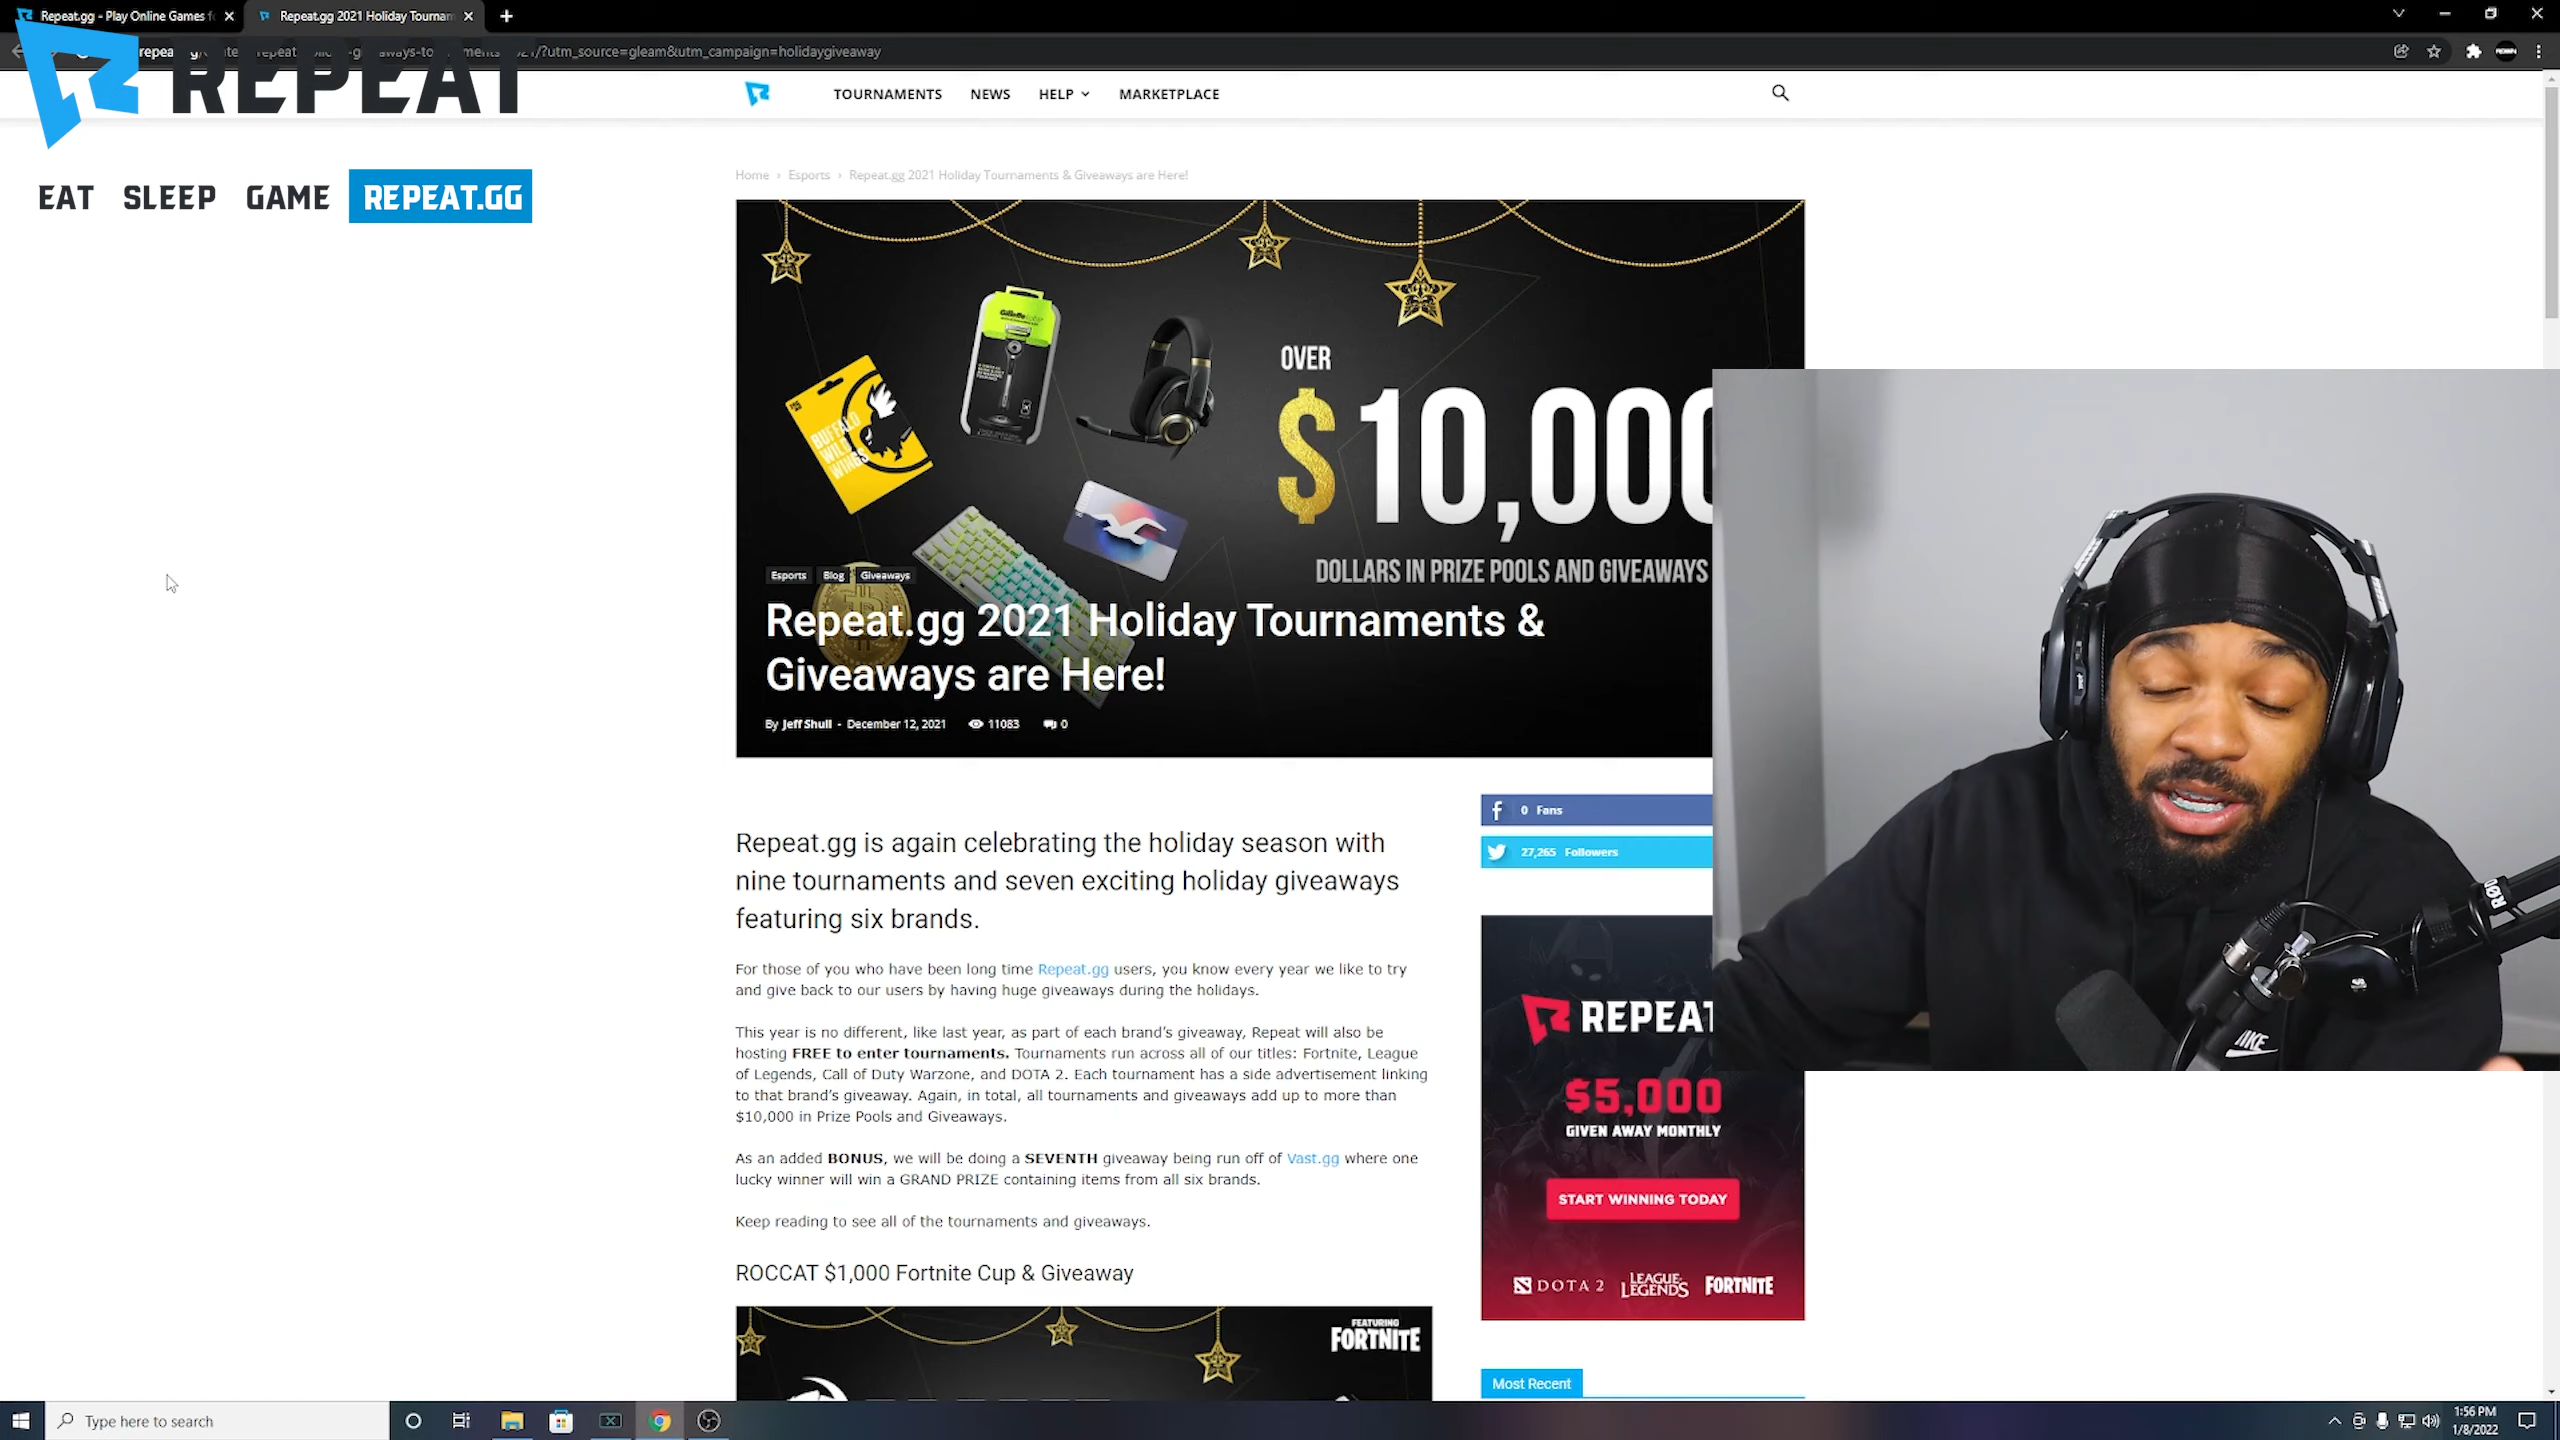 Repeat.gg - Play Online Games f
Repeat.gg 2021 Holiday Tournam
?utm_source=gleam&utm_campaign=holidaygiveaway
REPEAT
TOURNAMENTS NEWS HELP MARKETPLACE
EAT SLEEP GAME REPEAT.GG
Home › Esports › Repeat.gg 2021 Holiday Tournaments & Giveaways are Here!
Gillette
BUFFALO
WILD
WINGS
OVER
$10,000
DOLLARS IN PRIZE POOLS AND GIVEAWAYS
Esports Blog Giveaways
Repeat.gg 2021 Holiday Tournaments &
Giveaways are Here!
By Jeff Shull - December 12, 2021 11083 0
0 Fans
27,265 Followers
Repeat.gg is again celebrating the holiday season with
nine tournaments and seven exciting holiday giveaways
featuring six brands.
For those of you who have been long time Repeat.gg users, you know every year we like to try
and give back to our users by having huge giveaways during the holidays.
This year is no different, like last year, as part of each brand's giveaway, Repeat will also be
hosting FREE to enter tournaments. Tournaments run across all of our titles: Fortnite, League
of Legends, Call of Duty Warzone, and DOTA 2. Each tournament has a side advertisement linking
to that brand's giveaway. Again, in total, all tournaments and giveaways add up to more than
$10,000 in Prize Pools and Giveaways.
As an added BONUS, we will be doing a SEVENTH giveaway being run off of Vast.gg where one
lucky winner will win a GRAND PRIZE containing items from all six brands.
Keep reading to see all of the tournaments and giveaways.
ROCCAT $1,000 Fortnite Cup & Giveaway
FEATURING
FORTNITE
REPEAT
$5,000
GIVEN AWAY MONTHLY
START WINNING TODAY
DOTA 2 LEAGUE OF LEGENDS FORTNITE
Most Recent
NIKE
Type here to search
1:56 PM
1/8/2022